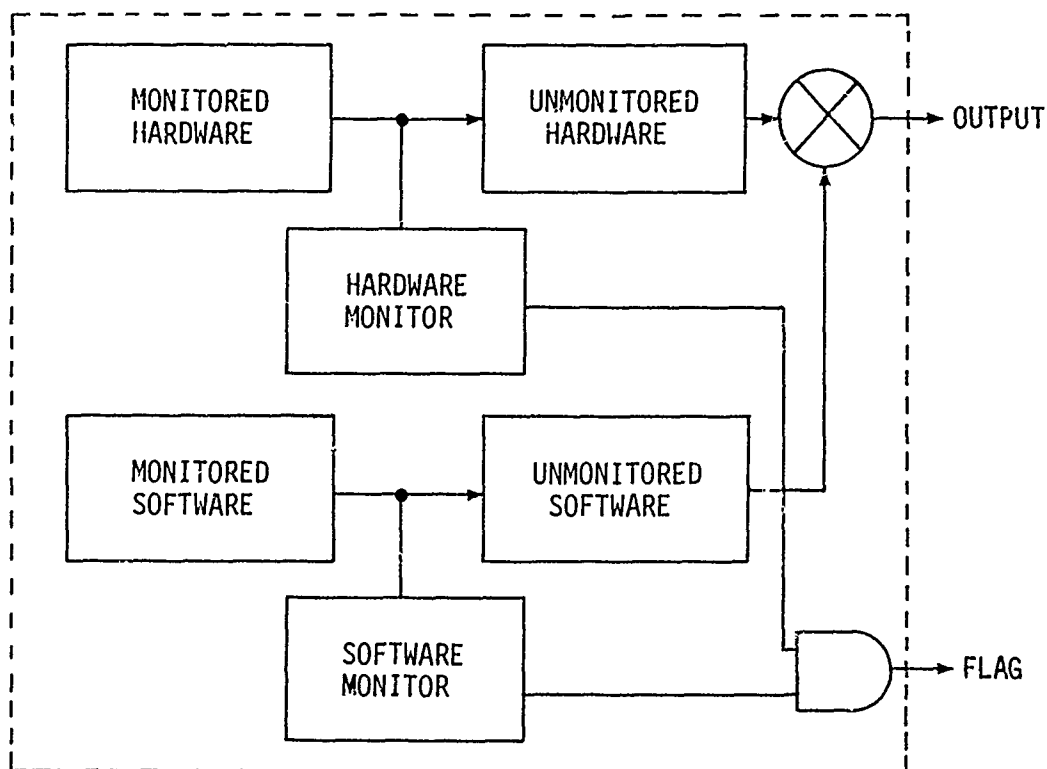 MONITORED
HARDWARE
UNMONITORED
HARDWARE
OUTPUT
HARDWARE
MONITOR
MONITORED
SOFTWARE
UNMONITORED
SOFTWARE
SOFTWARE
MONITOR
FLAG